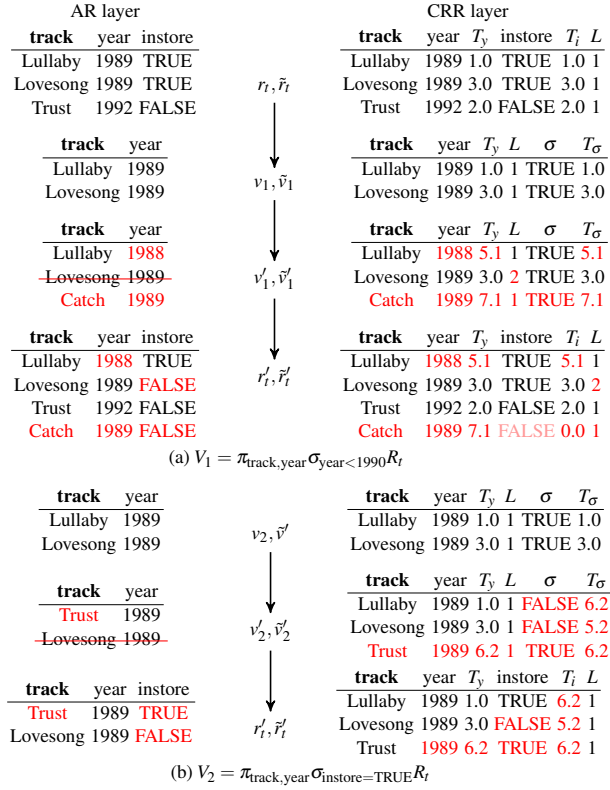 AR layer CRR layer
track year instore track year T_y instore T_i L
Lullaby 1989 TRUE Lullaby 1989 1.0 TRUE 1.0 1
Lovesong 1989 TRUE r_t, r̃_t Lovesong 1989 3.0 TRUE 3.0 1
Trust 1992 FALSE Trust 1992 2.0 FALSE 2.0 1
track year track year T_y L σ T_σ
Lullaby 1989 v_1, ṽ_1 Lullaby 1989 1.0 1 TRUE 1.0
Lovesong 1989 Lovesong 1989 3.0 1 TRUE 3.0
track year track year T_y L σ T_σ
Lullaby 1988 Lullaby 1988 5.1 1 TRUE 5.1
Lovesong 1989 v′_1, ṽ′_1 Lovesong 1989 3.0 2 TRUE 3.0
Catch 1989 Catch 1989 7.1 1 TRUE 7.1
track year instore track year T_y instore T_i L
Lullaby 1988 TRUE Lullaby 1988 5.1 TRUE 5.1 1
Lovesong 1989 FALSE r′_t, r̃′_t Lovesong 1989 3.0 TRUE 3.0 2
Trust 1992 FALSE Trust 1992 2.0 FALSE 2.0 1
Catch 1989 FALSE Catch 1989 7.1 FALSE 0.0 1
(a) V_1 = π_track,year σ_year<1990 R_t
track year track year T_y L σ T_σ
Lullaby 1989 v_2, ṽ′ Lullaby 1989 1.0 1 TRUE 1.0
Lovesong 1989 Lovesong 1989 3.0 1 TRUE 3.0
track year track year T_y L σ T_σ
Trust 1989 Lullaby 1989 1.0 1 FALSE 6.2
Lovesong 1989 v′_2, ṽ′_2 Lovesong 1989 3.0 1 FALSE 5.2
Trust 1989 6.2 1 TRUE 6.2
track year instore track year T_y instore T_i L
Trust 1989 TRUE Lullaby 1989 1.0 TRUE 6.2 1
Lovesong 1989 FALSE r′_t, r̃′_t Lovesong 1989 3.0 FALSE 5.2 1
Trust 1989 6.2 TRUE 6.2 1
(b) V_2 = π_track,year σ_instore=TRUE R_t